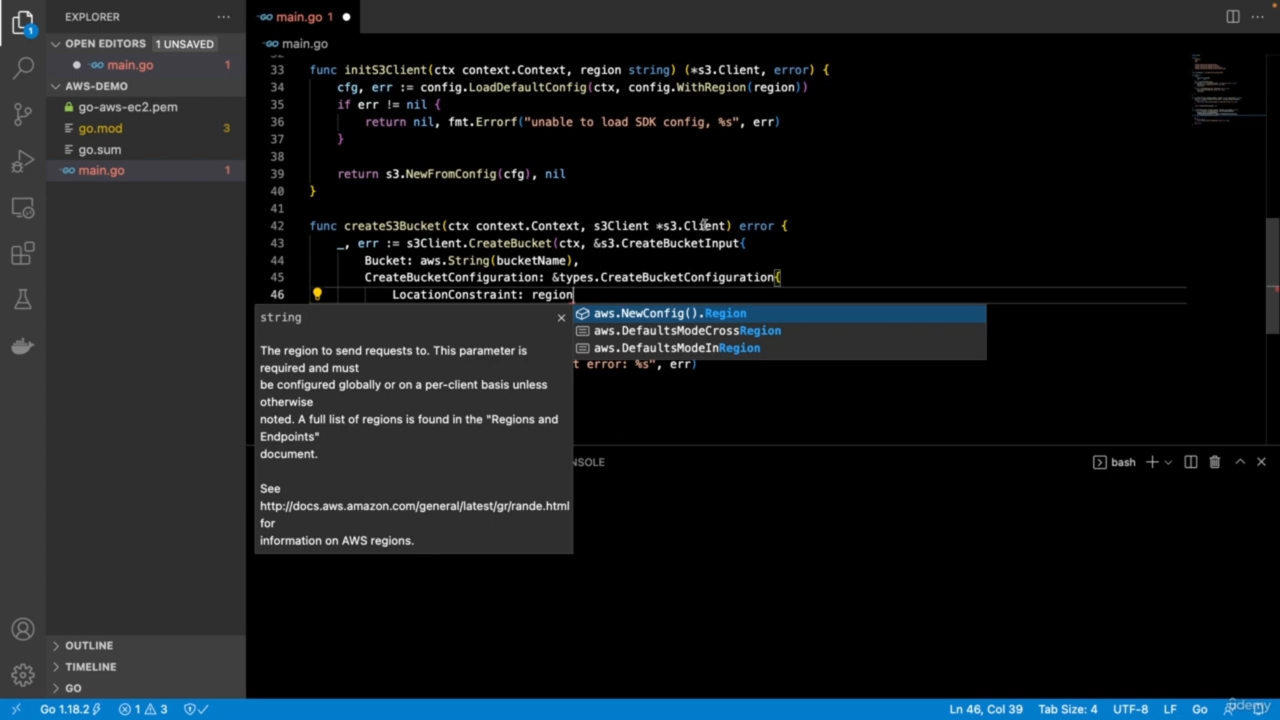 EXPLORER
OPEN EDITORS 1 UNSAVED
main.go 1
AWS-DEMO
go-aws-ec2.pem
go.mod 3
go.sum
main.go 1
OUTLINE
TIMELINE
GO
main.go 1
main.go
33 func initS3Client(ctx context.Context, region string) (*s3.Client, error) {
34 cfg, err := config.LoadDefaultConfig(ctx, config.WithRegion(region))
35 if err != nil {
36 return nil, fmt.Errorf("unable to load SDK config, %s", err)
37 }
38
39 return s3.NewFromConfig(cfg), nil
40 }
41
42 func createS3Bucket(ctx context.Context, s3Client *s3.Client) error {
43 _, err := s3Client.CreateBucket(ctx, &s3.CreateBucketInput{
44 Bucket: aws.String(bucketName),
45 CreateBucketConfiguration: &types.CreateBucketConfiguration{
46 LocationConstraint: region
aws.NewConfig().Region
aws.DefaultsModeCrossRegion
aws.DefaultsModeInRegion
t error: %s", err)
string
The region to send requests to. This parameter is
required and must
be configured globally or on a per-client basis unless
otherwise
noted. A full list of regions is found in the "Regions and
Endpoints"
document.
See
http://docs.aws.amazon.com/general/latest/gr/rande.html
for
information on AWS regions.
NSOLE
bash
Go 1.18.2 1 3
Ln 46, Col 39 Tab Size: 4 UTF-8 LF Go
udemy